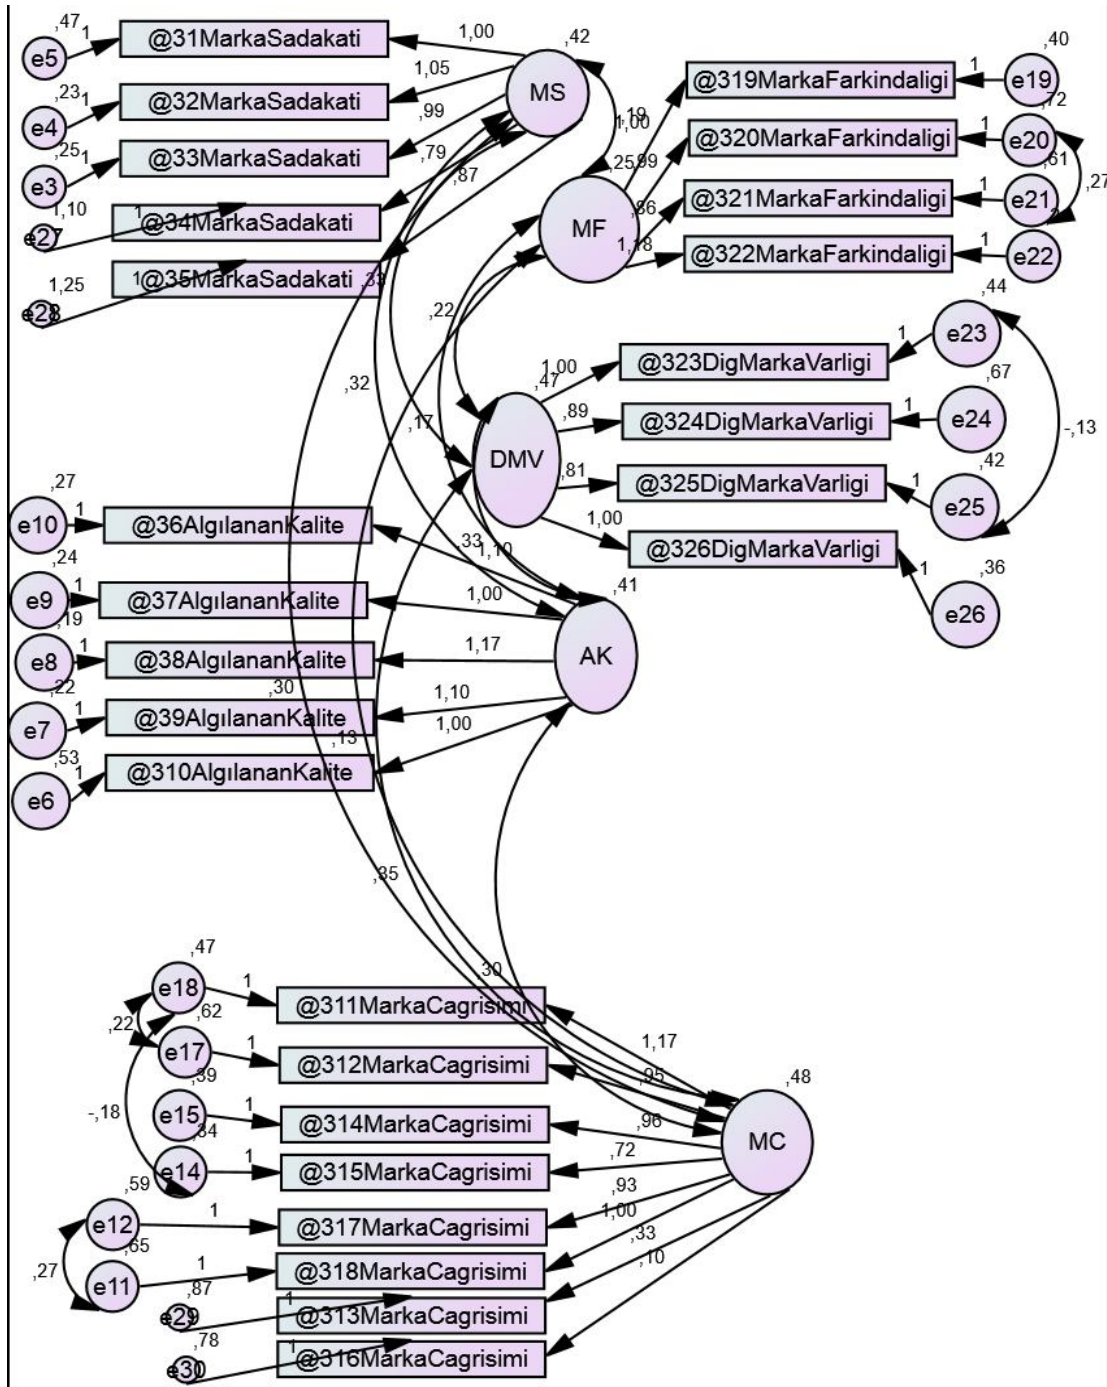 ,47
e5
1
@31MarkaSadakati
1,00
,42
MS
,23
e4
1
@32MarkaSadakati
1,05
,25
e3
1
@33MarkaSadakati
,99
1,10
e27
1
@34MarkaSadakati
,79
1,25
e28
1
@35MarkaSadakati
,87
,33
,19
,25
MF
1,00
@319MarkaFarkindaligi
1
e19
,40
,99
@320MarkaFarkindaligi
1
e20
,72
,86
@321MarkaFarkindaligi
1
e21
,61
,27
1,18
@322MarkaFarkindaligi
1
e22
,22
,32
,17
,47
DMV
1,00
@323DigMarkaVarligi
1
e23
,44
,89
@324DigMarkaVarligi
1
e24
,67
,81
@325DigMarkaVarligi
1
e25
,42
-,13
1,00
@326DigMarkaVarligi
1
e26
,36
,27
e10
1
@36AlgılananKalite
,33
1,10
,24
e9
1
@37AlgılananKalite
1,00
,41
AK
,19
e8
1
@38AlgılananKalite
1,17
,22
e7
1
@39AlgılananKalite
,30
1,10
,53
e6
1
@310AlgılananKalite
,13
1,00
,35
,30
,47
e18
1
@311MarkaCagrisimi
1,17
,62
,22
e17
1
@312MarkaCagrisimi
,95
,48
MC
,39
-,18
e15
1
@314MarkaCagrisimi
,96
,34
e14
1
@315MarkaCagrisimi
,72
,59
e12
1
@317MarkaCagrisimi
,93
,65
,27
e11
1
@318MarkaCagrisimi
1,00
,87
e29
1
@313MarkaCagrisimi
,33
,78
e30
1
@316MarkaCagrisimi
,10